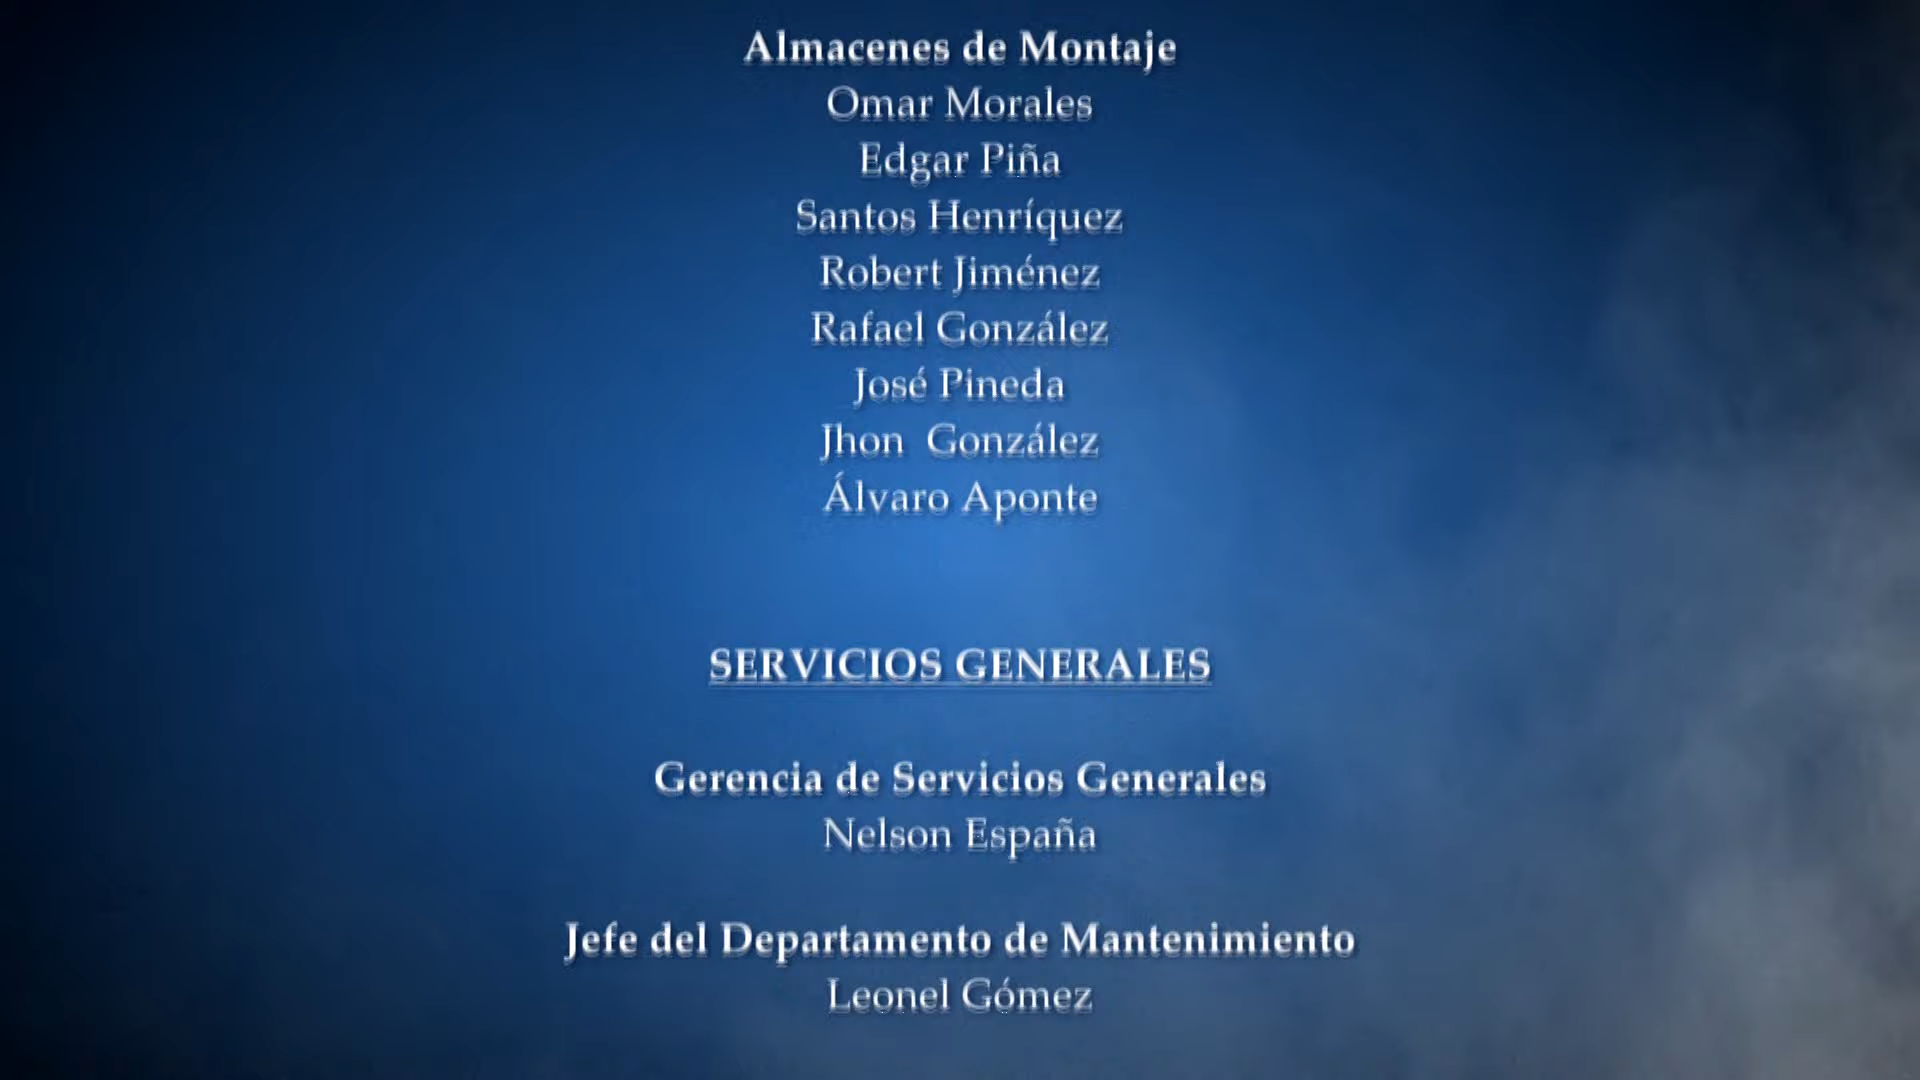 Almacenes de Montaje
Omar Morales
Edgar Piña
Santos Henríquez
Robert Jiménez
Rafael González
José Pineda
Jhon  González
Álvaro Aponte
SERVICIOS GENERALES
Gerencia de Servicios Generales
Nelson España
Jefe del Departamento de Mantenimiento
Leonel Gómez